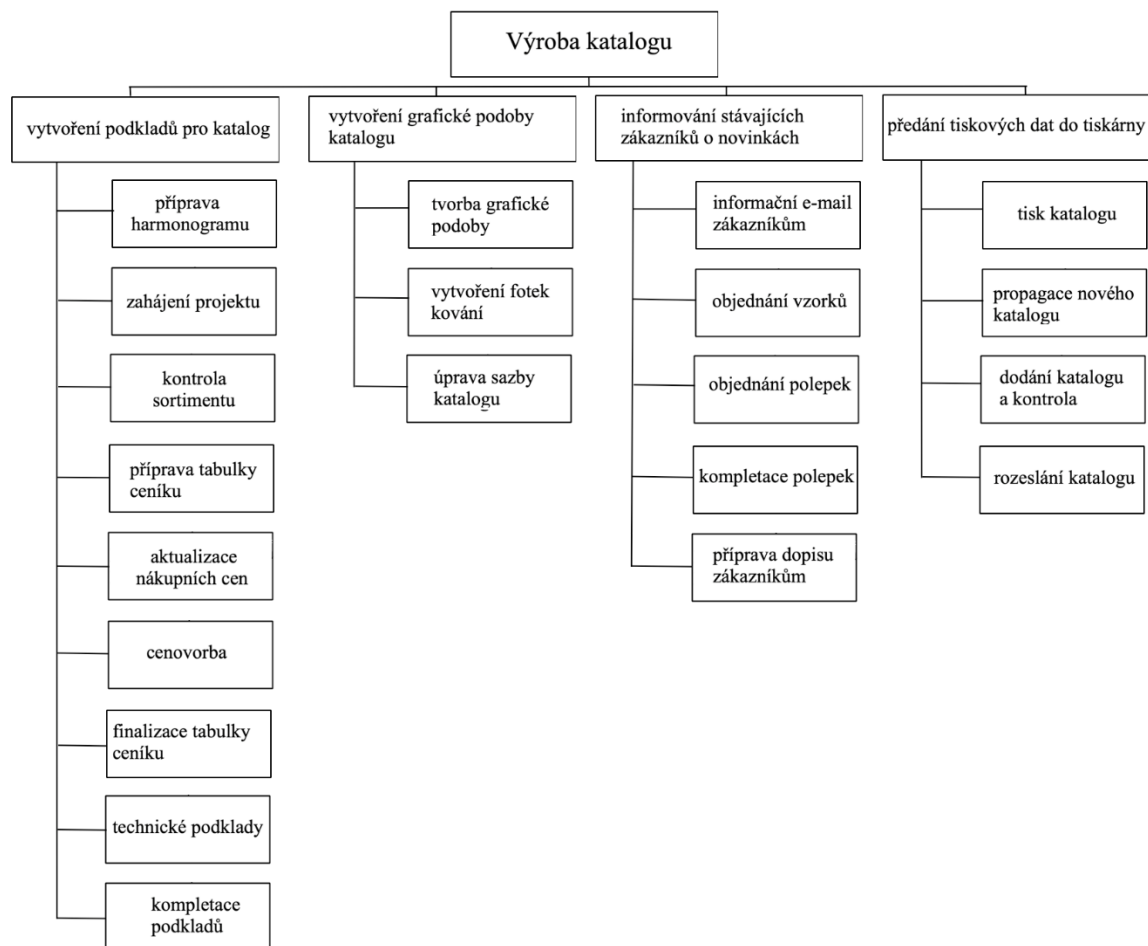 Výroba katalogu
vytvoření podkladů pro katalog
příprava
harmonogramu
zahájení projektu
kontrola
sortimentu
příprava tabulky
ceníku
aktualizace
nákupních cen
cenovorba
finalizace tabulky
ceníku
technické podklady
kompletace
podkladů
vytvoření grafické podoby
katalogu
tvorba grafické
podoby
vytvoření fotek
kování
úprava sazby
katalogu
informování stávajících
zákazníků o novinkách
informační e-mail
zákazníkům
objednání vzorků
objednání polepek
kompletace polepek
příprava dopisu
zákazníkům
předání tiskových dat do tiskárny
tisk katalogu
propagace nového
katalogu
dodání katalogu
a kontrola
rozeslání katalogu